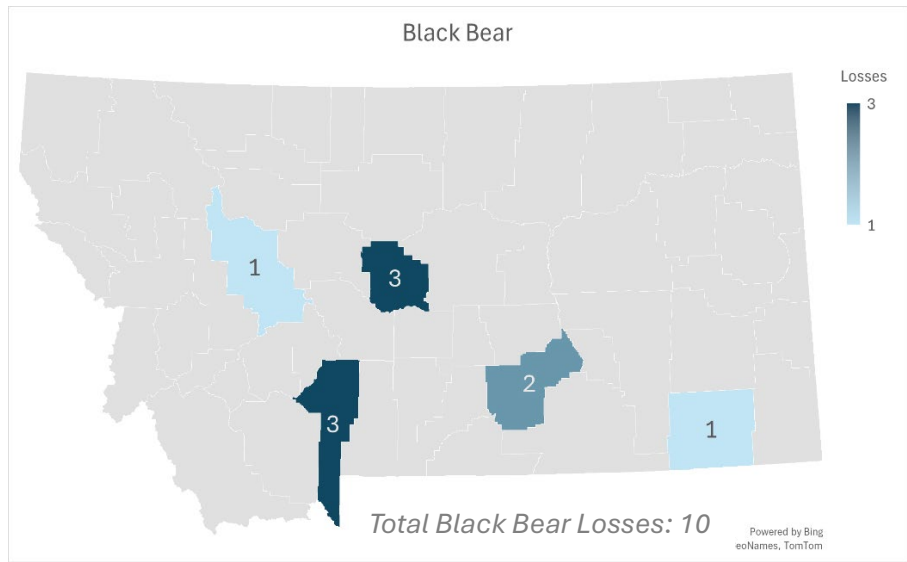 Black Bear
Losses
3
1
1
3
3
2
1
Total Black Bear Losses: 10
Powered by Bing
eoNames, TomTom